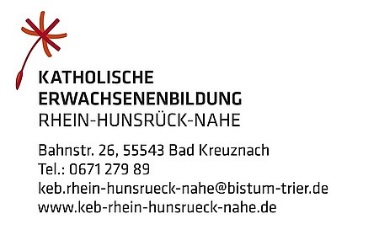 KATHOLISCHE
ERWACHSENENBILDUNG
RHEIN-HUNSRÜCK-NAHE
Bahnstr. 26, 55543 Bad Kreuznach
Tel.: 0671 279 89
keb.rhein-hunsrueck-nahe@bistum-trier.de
www.keb-rhein-hunsrueck-nahe.de